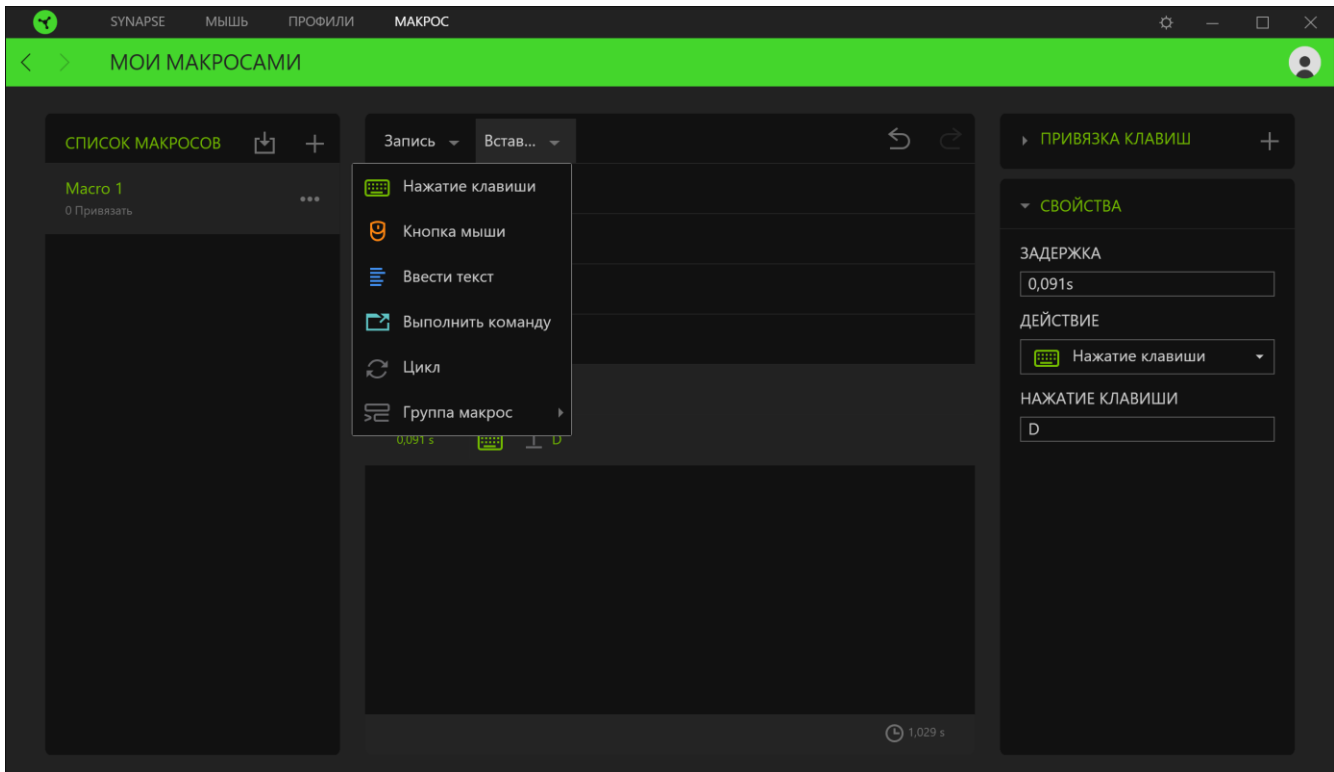 SYNAPSE МЫШЬ ПРОФИЛИ МАКРОС
МОИ МАКРОСАМИ
СПИСОК МАКРОСОВ
Macro 1
0 Привязать
Запись Встав...
Нажатие клавиши
Кнопка мыши
Ввести текст
Выполнить команду
Цикл
Группа макрос
0,091 s D
1,029 s
ПРИВЯЗКА КЛАВИШ
СВОЙСТВА
ЗАДЕРЖКА
0,091s
ДЕЙСТВИЕ
Нажатие клавиши
НАЖАТИЕ КЛАВИШИ
D